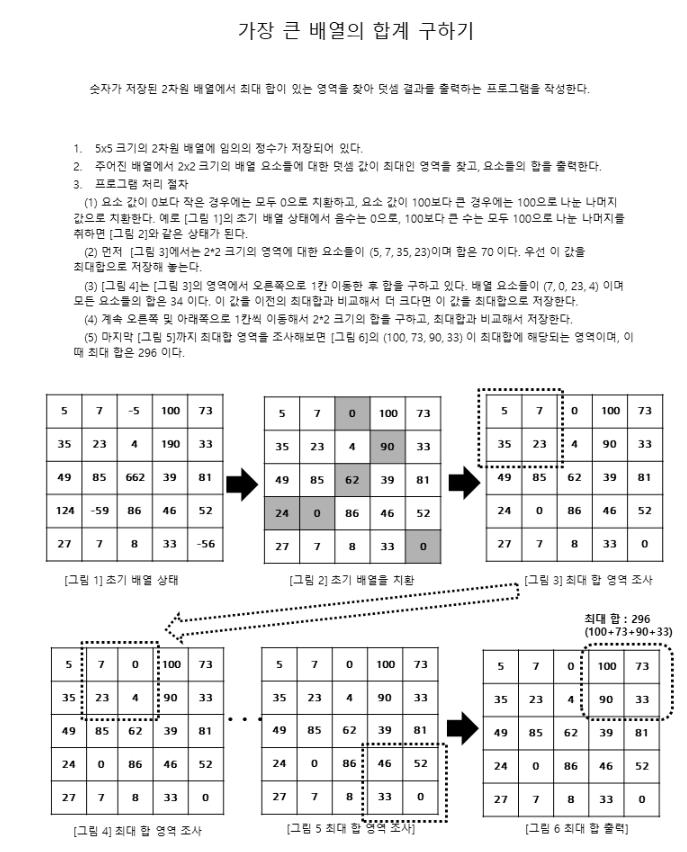 가장 큰 배열의 합계 구하기
숫자가 저장된 2차원 배열에서 최대 합이 있는 영역을 찾아 덧셈 결과를 출력하는 프로그램을 작성한다.
1. 5x5 크기의 2차원 배열에 임의의 정수가 저장되어 있다.
2. 주어진 배열에서 2x2 크기의 배열 요소들에 대한 덧셈 값이 최대인 영역을 찾고, 요소들의 합을 출력한다.
3. 프로그램 처리 절차
(1) 요소 값이 0보다 작은 경우에는 모두 0으로 치환하고, 요소 값이 100보다 큰 경우에는 100으로 나눈 나머지
값으로 치환한다. 예로 [그림 1]의 초기 배열 상태에서 음수는 0으로, 100보다 큰 수는 모두 100으로 나눈 나머지를
취하면 [그림 2]와 같은 상태가 된다.
(2) 먼저 [그림 3]에서는 2*2 크기의 영역에 대한 요소들이 (5, 7, 35, 23)이며 합은 70 이다. 우선 이 값을
최대합으로 저장해 놓는다.
(3) [그림 4]는 [그림 3]의 영역에서 오른쪽으로 1칸 이동한 후 합을 구하고 있다. 배열 요소들이 (7, 0, 23, 4) 이며
모든 요소들의 합은 34 이다. 이 값을 이전의 최대합과 비교해서 더 크다면 이 값을 최대합으로 저장한다.
(4) 계속 오른쪽 및 아래쪽으로 1칸씩 이동해서 2*2 크기의 합을 구하고, 최대합과 비교해서 저장한다.
(5) 마지막 [그림 5]까지 최대합 영역을 조사해보면 [그림 6]의 (100, 73, 90, 33) 이 최대합에 해당되는 영역이며, 이
때 최대 합은 296 이다.
5 7 -5 100 73
35 23 4 190 33
49 85 662 39 81
124 -59 86 46 52
27 7 8 33 -56
[그림 1] 초기 배열 상태
5 7 0 100 73
35 23 4 90 33
49 85 62 39 81
24 0 86 46 52
27 7 8 33 0
[그림 2] 초기 배열을 치환
5 7 0 100 73
35 23 4 90 33
49 85 62 39 81
24 0 86 46 52
27 7 8 33 0
[그림 3] 최대 합 영역 조사
5 7 0 100 73
35 23 4 90 33
49 85 62 39 81
24 0 86 46 52
27 7 8 33 0
[그림 4] 최대 합 영역 조사
5 7 0 100 73
35 23 4 90 33
49 85 62 39 81
24 0 86 46 52
27 7 8 33 0
[그림 5 최대 합 영역 조사]
최대 합 : 296
(100+73+90+33)
5 7 0 100 73
35 23 4 90 33
49 85 62 39 81
24 0 86 46 52
27 7 8 33 0
[그림 6 최대 합 출력]